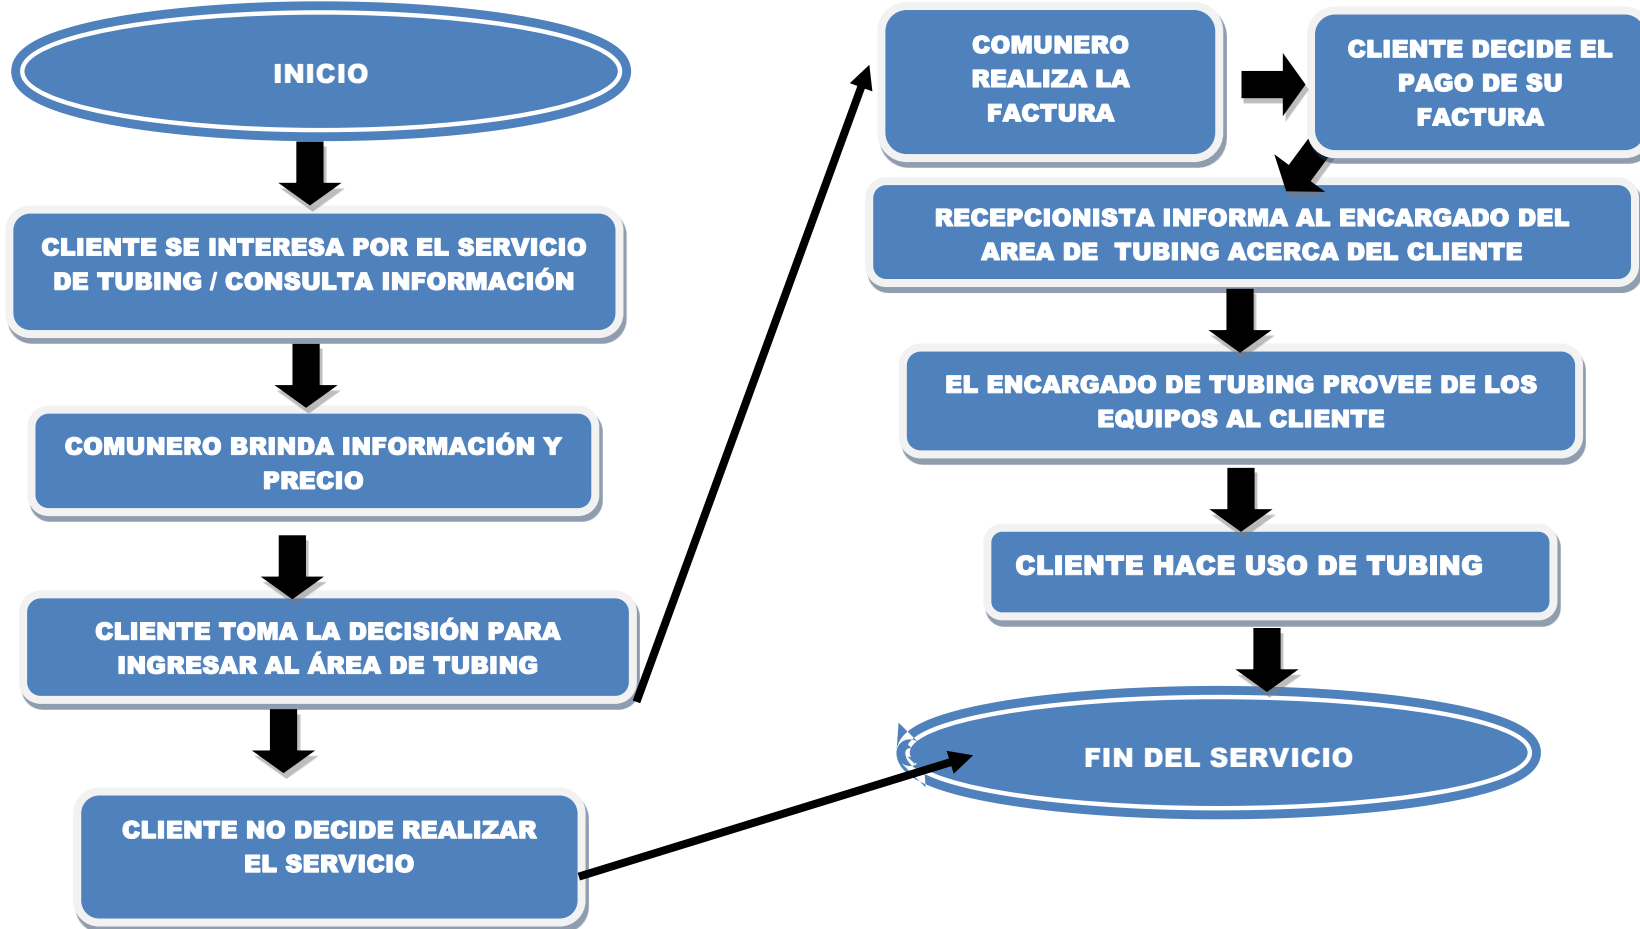 INICIO
CLIENTE SE INTERESA POR EL SERVICIO
DE TUBING / CONSULTA INFORMACIÓN
COMUNERO BRINDA INFORMACIÓN Y
PRECIO
CLIENTE TOMA LA DECISIÓN PARA
INGRESAR AL ÁREA DE TUBING
CLIENTE NO DECIDE REALIZAR
EL SERVICIO
COMUNERO
REALIZA LA
FACTURA
CLIENTE DECIDE EL
PAGO DE SU
FACTURA
RECEPCIONISTA INFORMA AL ENCARGADO DEL
AREA DE TUBING ACERCA DEL CLIENTE
EL ENCARGADO DE TUBING PROVEE DE LOS
EQUIPOS AL CLIENTE
CLIENTE HACE USO DE TUBING
FIN DEL SERVICIO